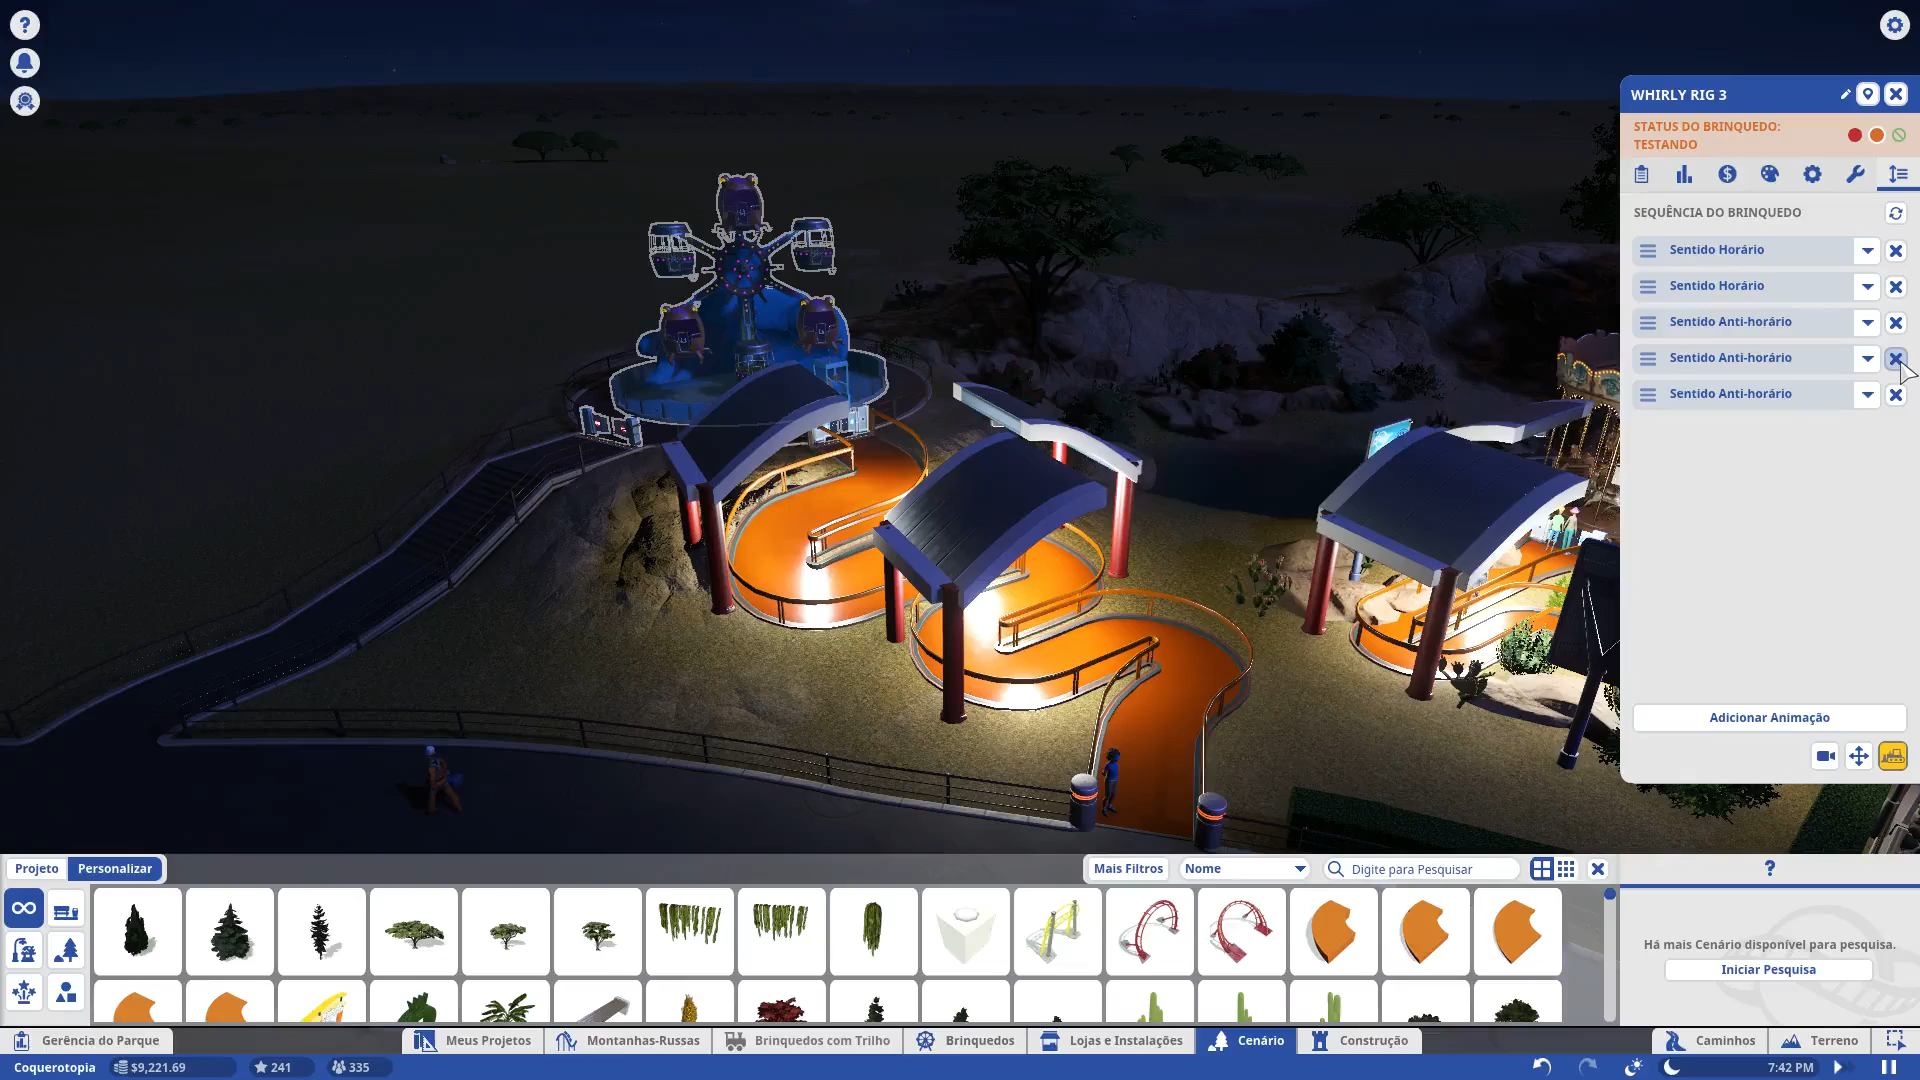 WHIRLY RIG 3
STATUS DO BRINQUEDO:
TESTANDO
SEQUÊNCIA DO BRINQUEDO
Sentido Horário
Sentido Horário
Sentido Anti-horário
Sentido Anti-horário
Sentido Anti-horário
Adicionar Animação
Projeto
Personalizar
Mais Filtros
Nome
Digite para Pesquisar
Há mais Cenário disponível para pesquisa.
Iniciar Pesquisa
Gerência do Parque
Meus Projetos
Montanhas-Russas
Brinquedos com Trilho
Brinquedos
Lojas e Instalações
Cenário
Construção
Caminhos
Terreno
Coquerotopia
$9,221.69
241
335
7:42 PM